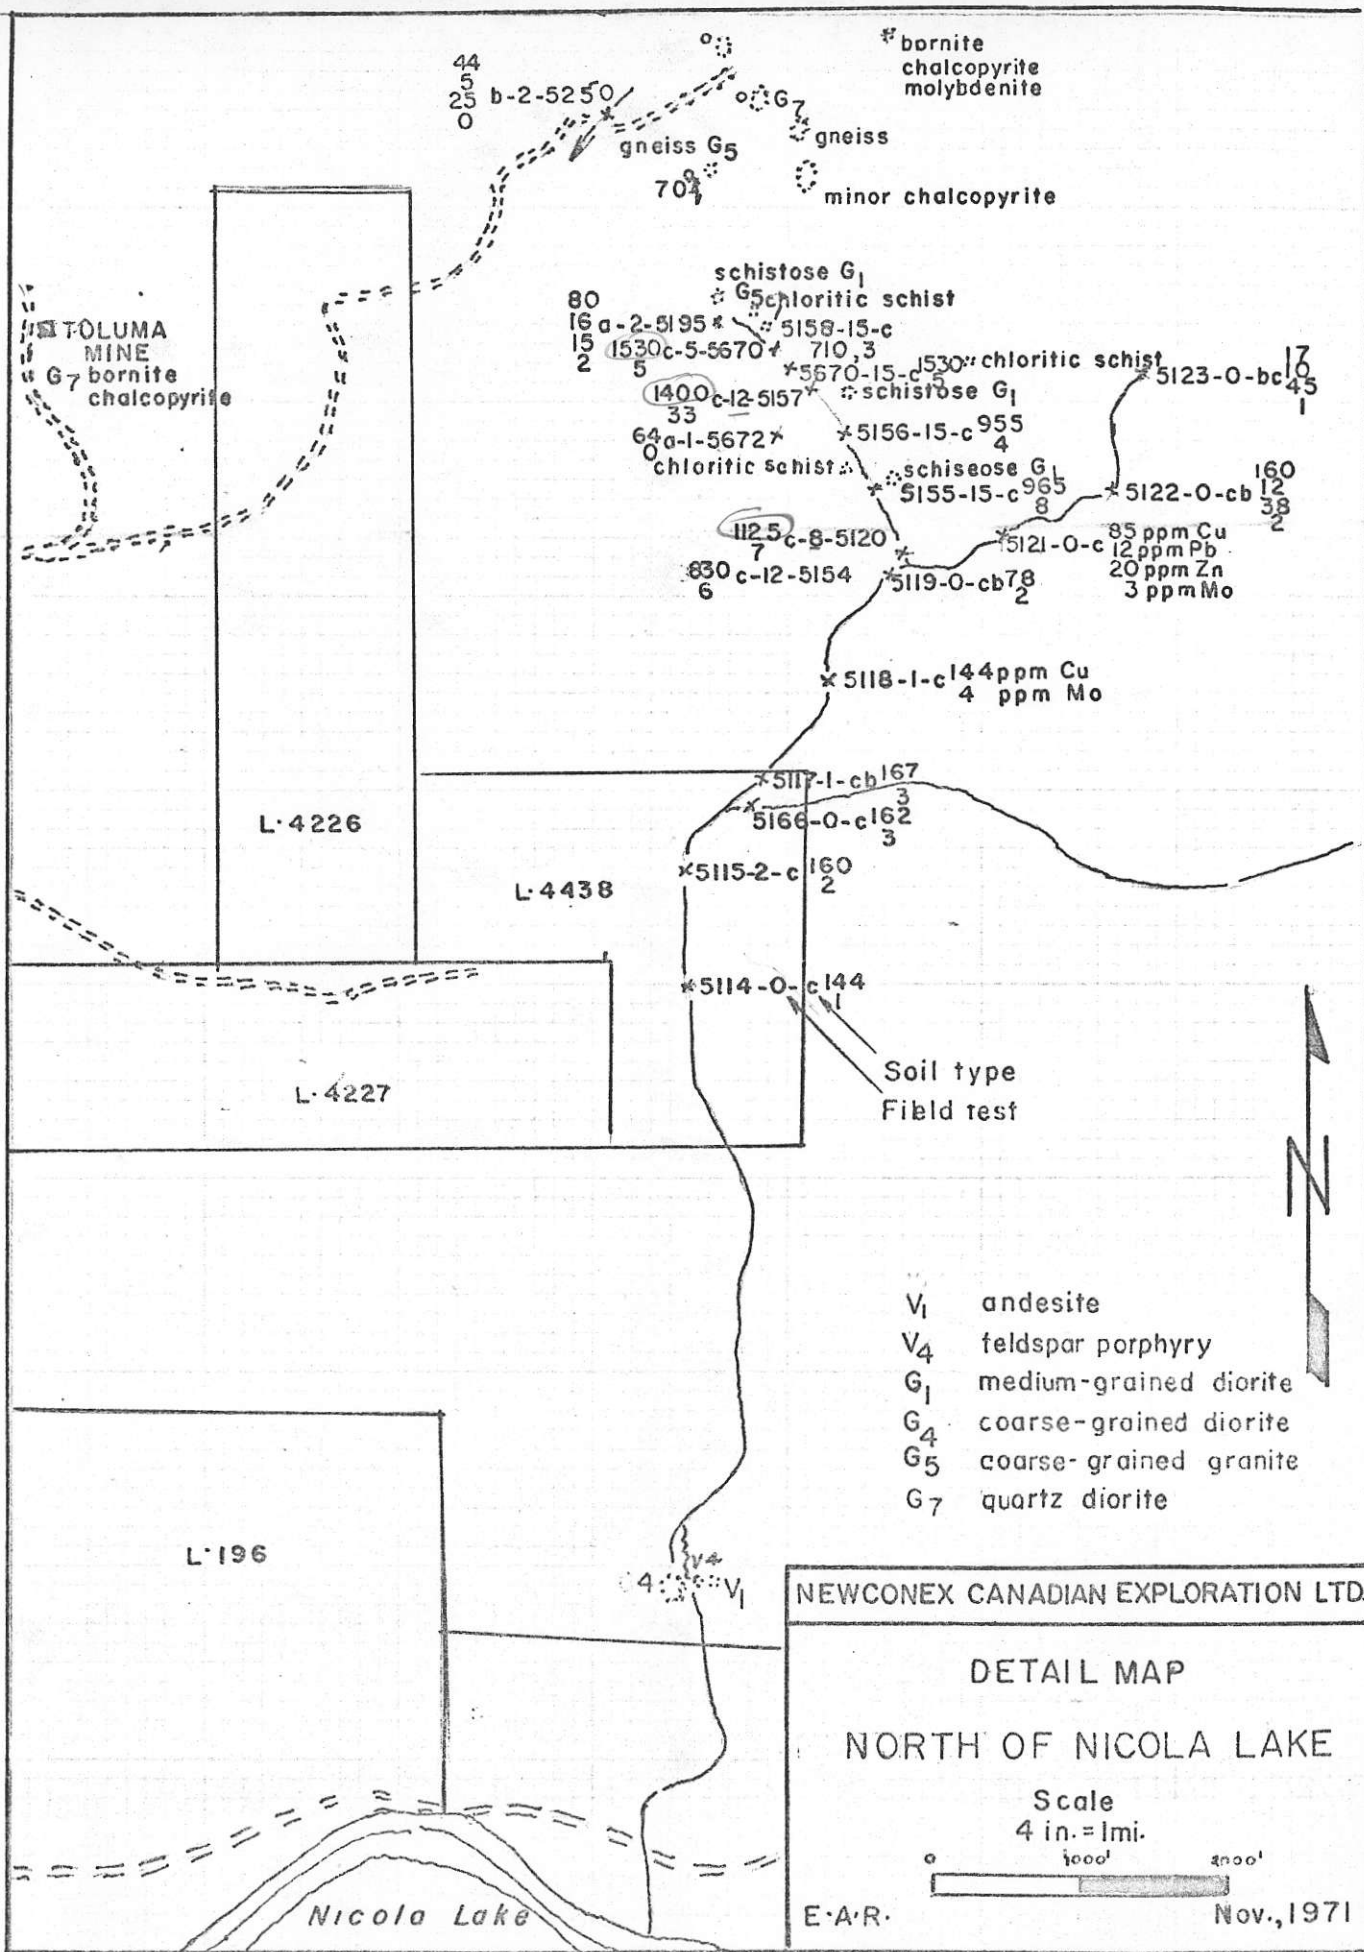 bornite
chalcopyrite
molybdenite
44
5
25
0
b-2-5250
G7
gneiss
gneiss G5
70
minor chalcopyrite
schistose G1
G5 chloritic schist
80
16
15
2
a-2-5195
5158-15-c
710,3
TOLUMA
MINE
G7 bornite
chalcopyrite
1530 c-5-5670
5
5670-15-c 1530
5
chloritic schist
5123-0-bc
17
10
45
1
1400 c-12-5157
33
schistose G1
64 a-1-5672
0
5156-15-c 955
4
chloritic schist
schiseose G1
5155-15-c 965
8
5122-0-cb
160
12
38
2
1125 c-8-5120
7
5121-0-c
85 ppm Cu
12 ppm Pb
20 ppm Zn
3 ppm Mo
830 c-12-5154
6
5119-0-cb 78
2
5118-1-c 144 ppm Cu
4 ppm Mo
5117-1-cb 167
3
5166-0-c 162
3
L·4226
5115-2-c 160
2
L·4438
5114-0-c 144
1
Soil type
Field test
L·4227
N
V1 andesite
V4 feldspar porphyry
G1 medium-grained diorite
G4 coarse-grained diorite
G5 coarse-grained granite
G7 quartz diorite
L·196
V4
4
V1
NEWCONEX CANADIAN EXPLORATION LTD.
DETAIL MAP
NORTH OF NICOLA LAKE
Scale
4 in.=1mi.
0 1000' 2000'
Nicola Lake
E·A·R·
Nov.,1971